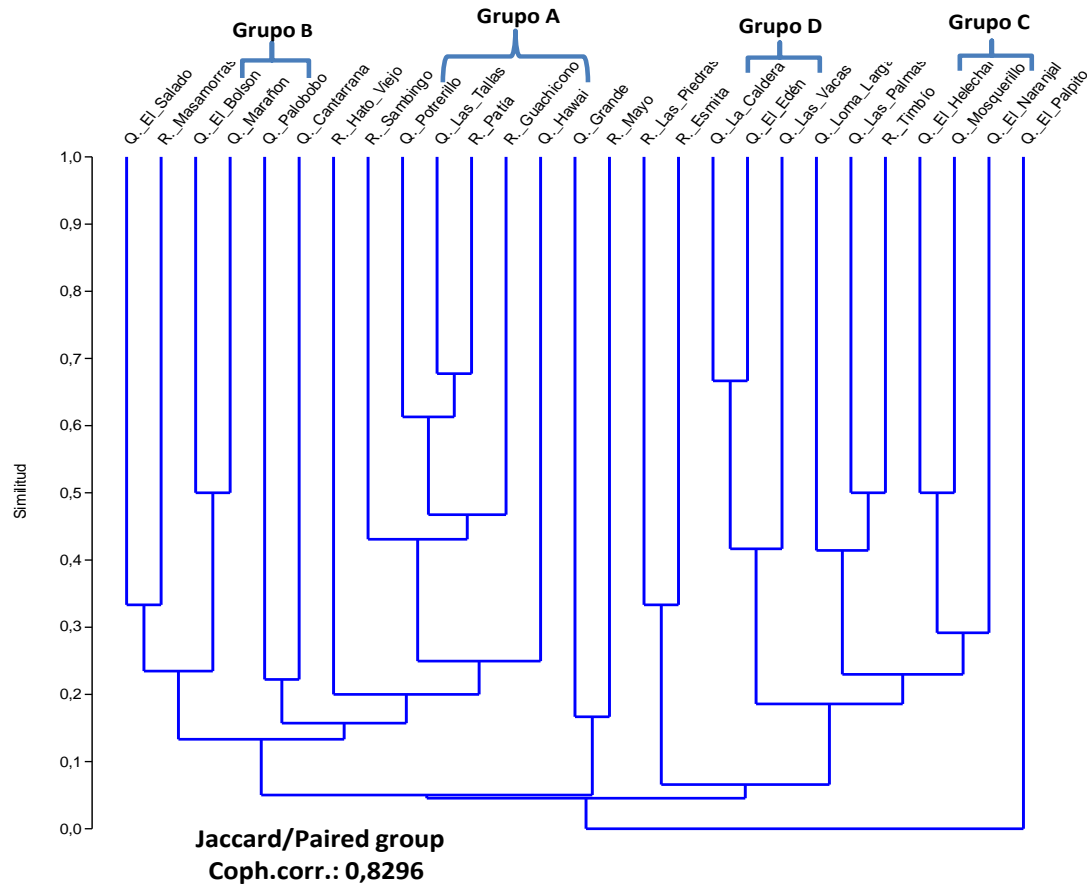 Grupo B
Grupo A
Grupo D
Grupo C
Q._El_Salado
R._Masamorras
Q._El_Bolson
Q._Marañon
Q._Palobobo
Q._Cantarrana
R._Hato_Viejo
R._Sambingo
Q._Potrerillo
Q._Las_Tallas
R._Patía
R._Guachicono
Q._Hawai
Q._Grande
R._Mayo
R._Las_Piedras
R._Esmita
Q._La_Caldera
Q._El_Edén
Q._Las_Vacas
Q._Loma_Larga
Q._Las_Palmas
R._Timbío
Q._El_Helechal
Q._Mosquerillo
Q._El_Naranjal
Q._El_Palpito
1,0
0,9
0,8
0,7
0,6
0,5
0,4
0,3
0,2
0,1
0,0
Similitud
Jaccard/Paired group
Coph.corr.: 0,8296